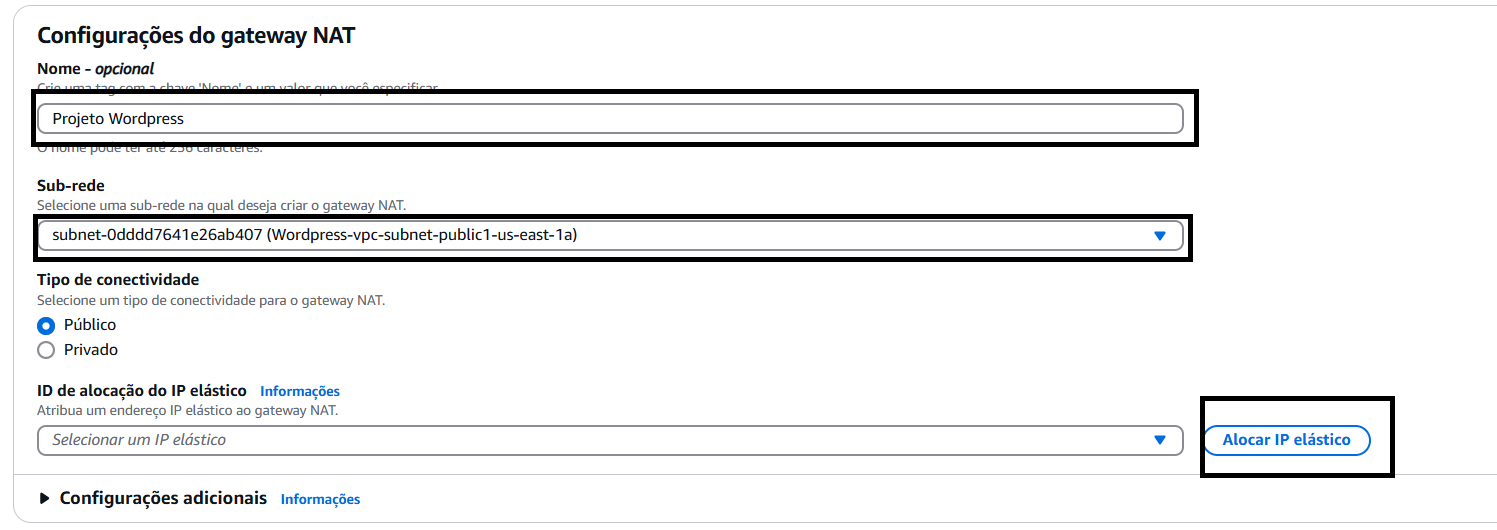 Configurações do gateway NAT
Nome - opcional
Crie uma tag com a chave 'Nome' e um valor que você especificar.
Projeto Wordpress
O nome pode ter até 256 caracteres.
Sub-rede
Selecione uma sub-rede na qual deseja criar o gateway NAT.
subnet-0dddd7641e26ab407 (Wordpress-vpc-subnet-public1-us-east-1a)
Tipo de conectividade
Selecione um tipo de conectividade para o gateway NAT.
Público
Privado
ID de alocação do IP elástico Informações
Atribua um endereço IP elástico ao gateway NAT.
Selecionar um IP elástico Alocar IP elástico
Configurações adicionais Informações